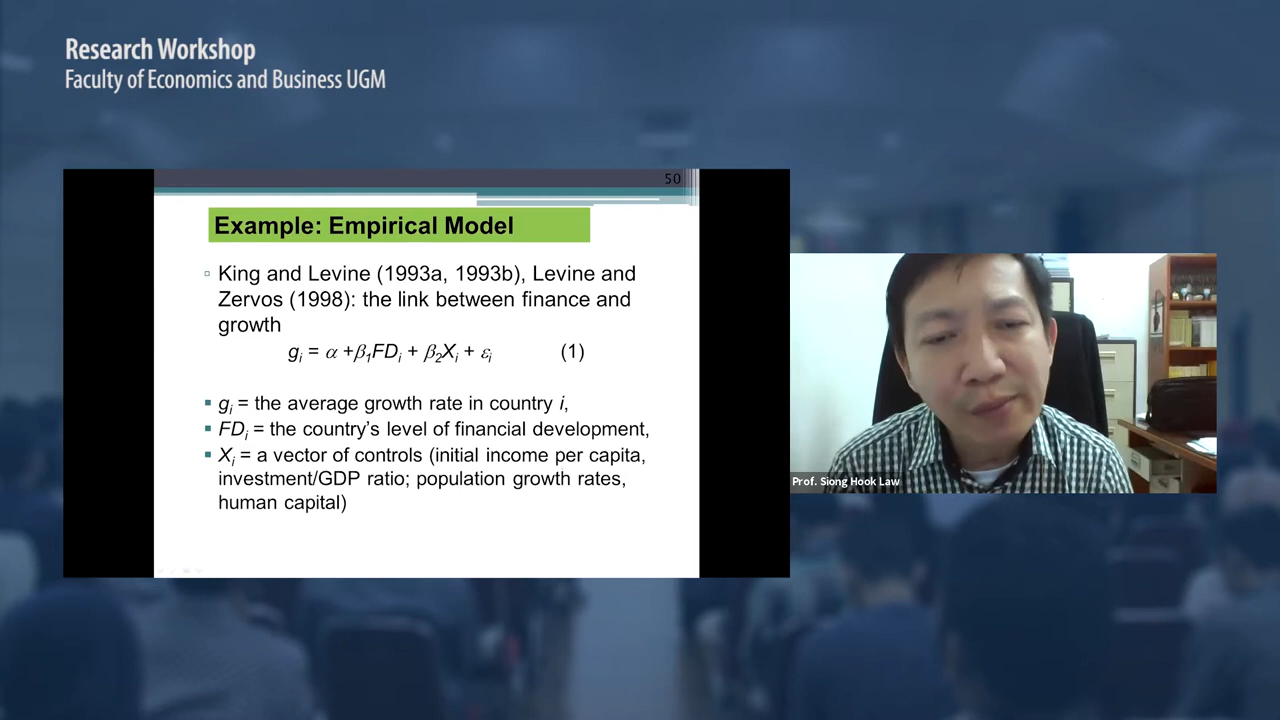 Research Workshop
Faculty of Economics and Business UGM
50
Example: Empirical Model
King and Levine (1993a, 1993b), Levine and
Zervos (1998): the link between finance and
growth
gᵢ = α +β₁FDᵢ + β₂Xᵢ + εᵢ (1)
gᵢ = the average growth rate in country i,
FDᵢ = the country’s level of financial development,
Xᵢ = a vector of controls (initial income per capita,
investment/GDP ratio; population growth rates,
human capital)
Prof. Siong Hook Law